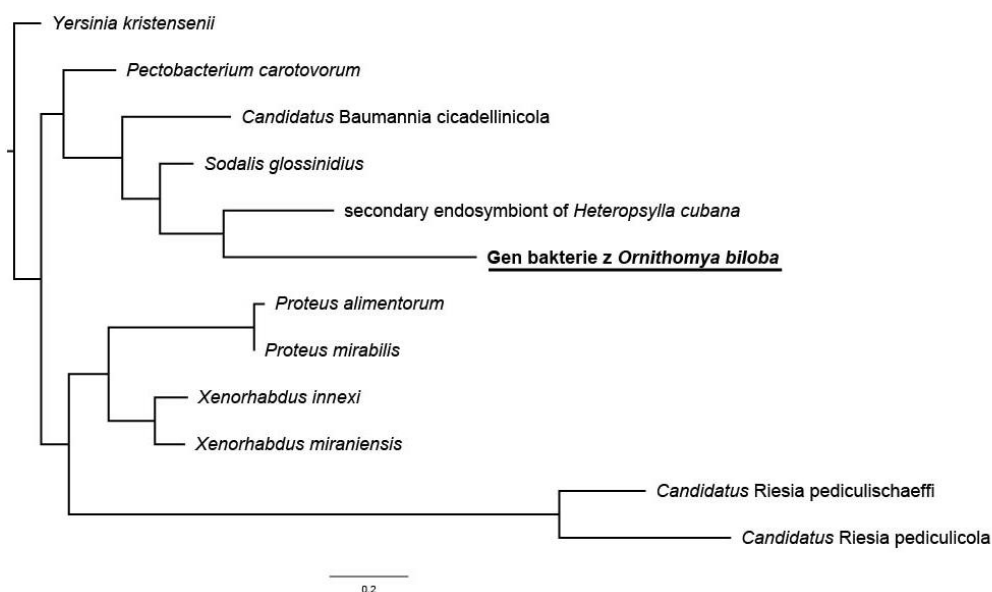 Yersinia kristensenii
Pectobacterium carotovorum
Candidatus Baumannia cicadellinicola
Sodalis glossinidius
secondary endosymbiont of Heteropsylla cubana
Gen bakterie z Ornithomya biloba
Proteus alimentorum
Proteus mirabilis
Xenorhabdus innexi
Xenorhabdus miraniensis
Candidatus Riesia pediculischaeffi
Candidatus Riesia pediculicola
0.2